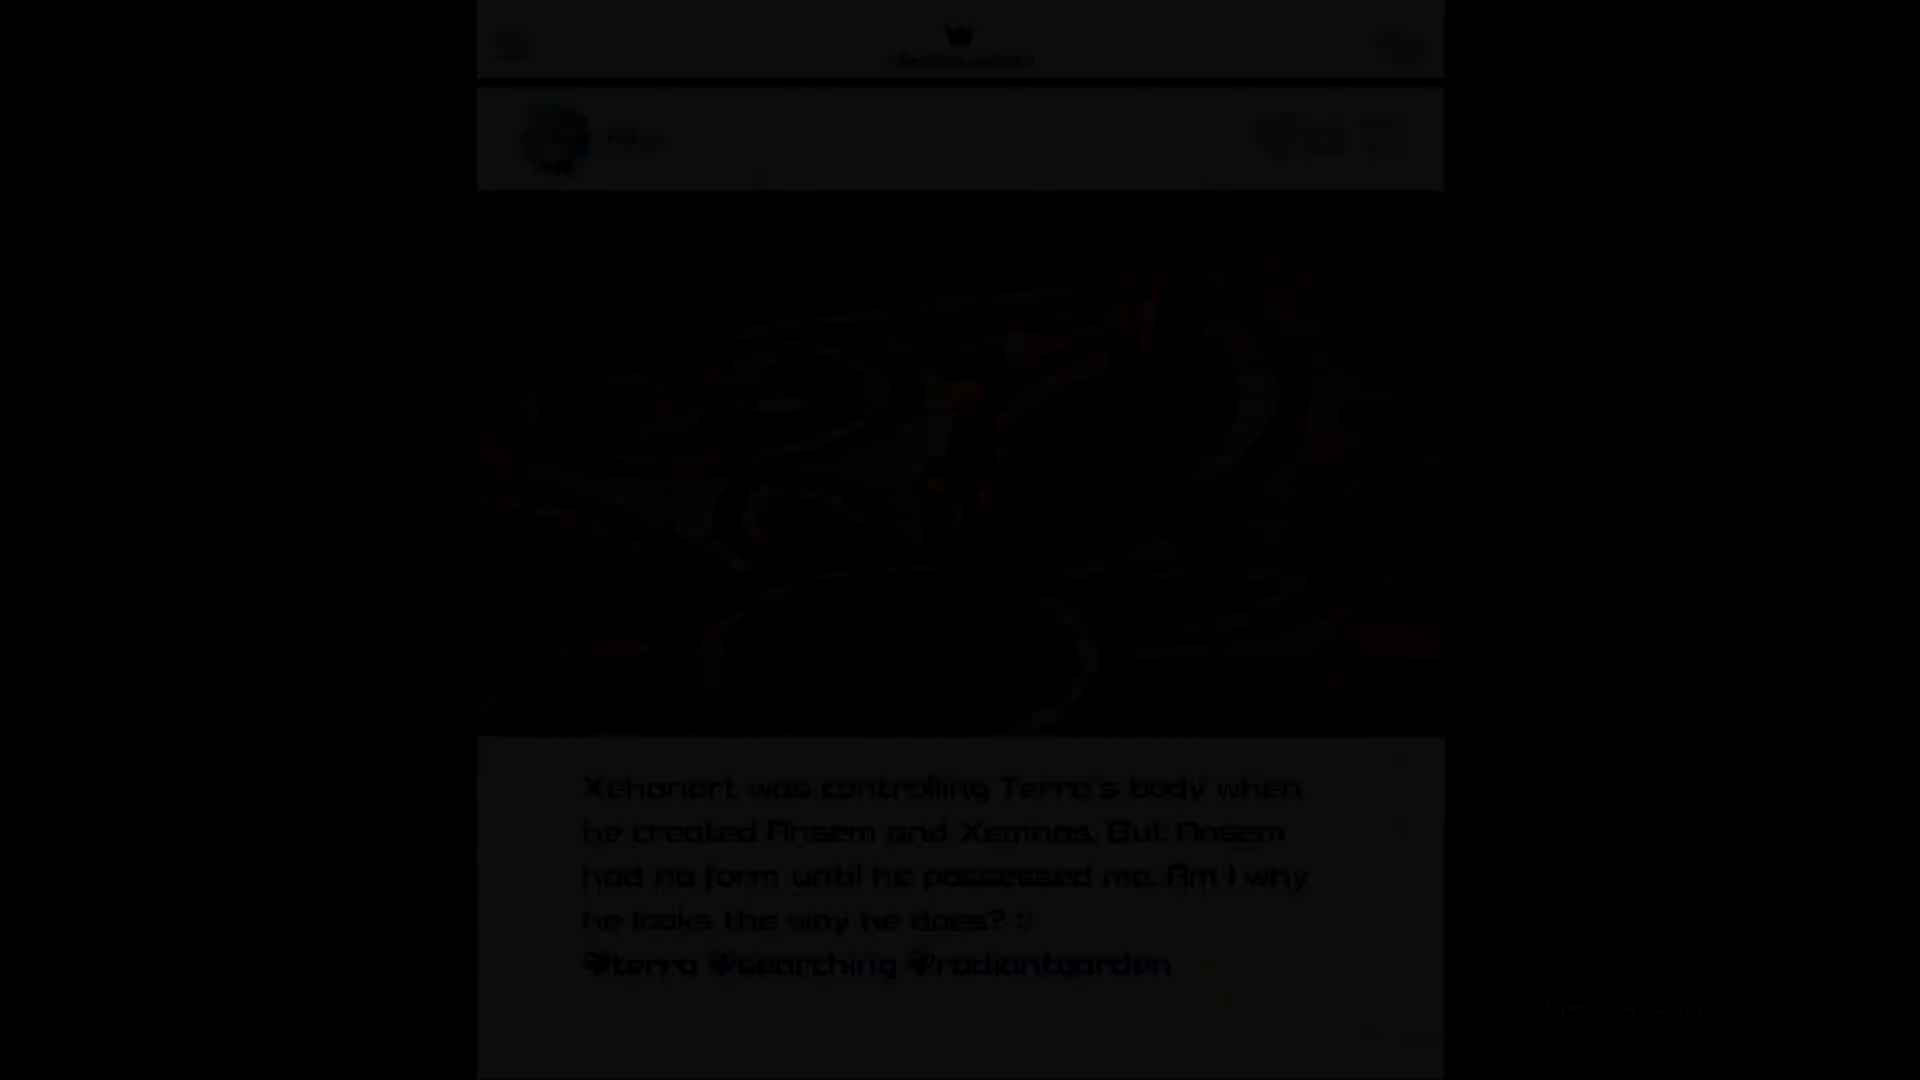 Xehanort was controlling Terra's body when
he created Ansem and Xemnas. But Ansem
had no form until he possessed me. Am I why
he looks the way he does? :/
terra searching radiantgarden